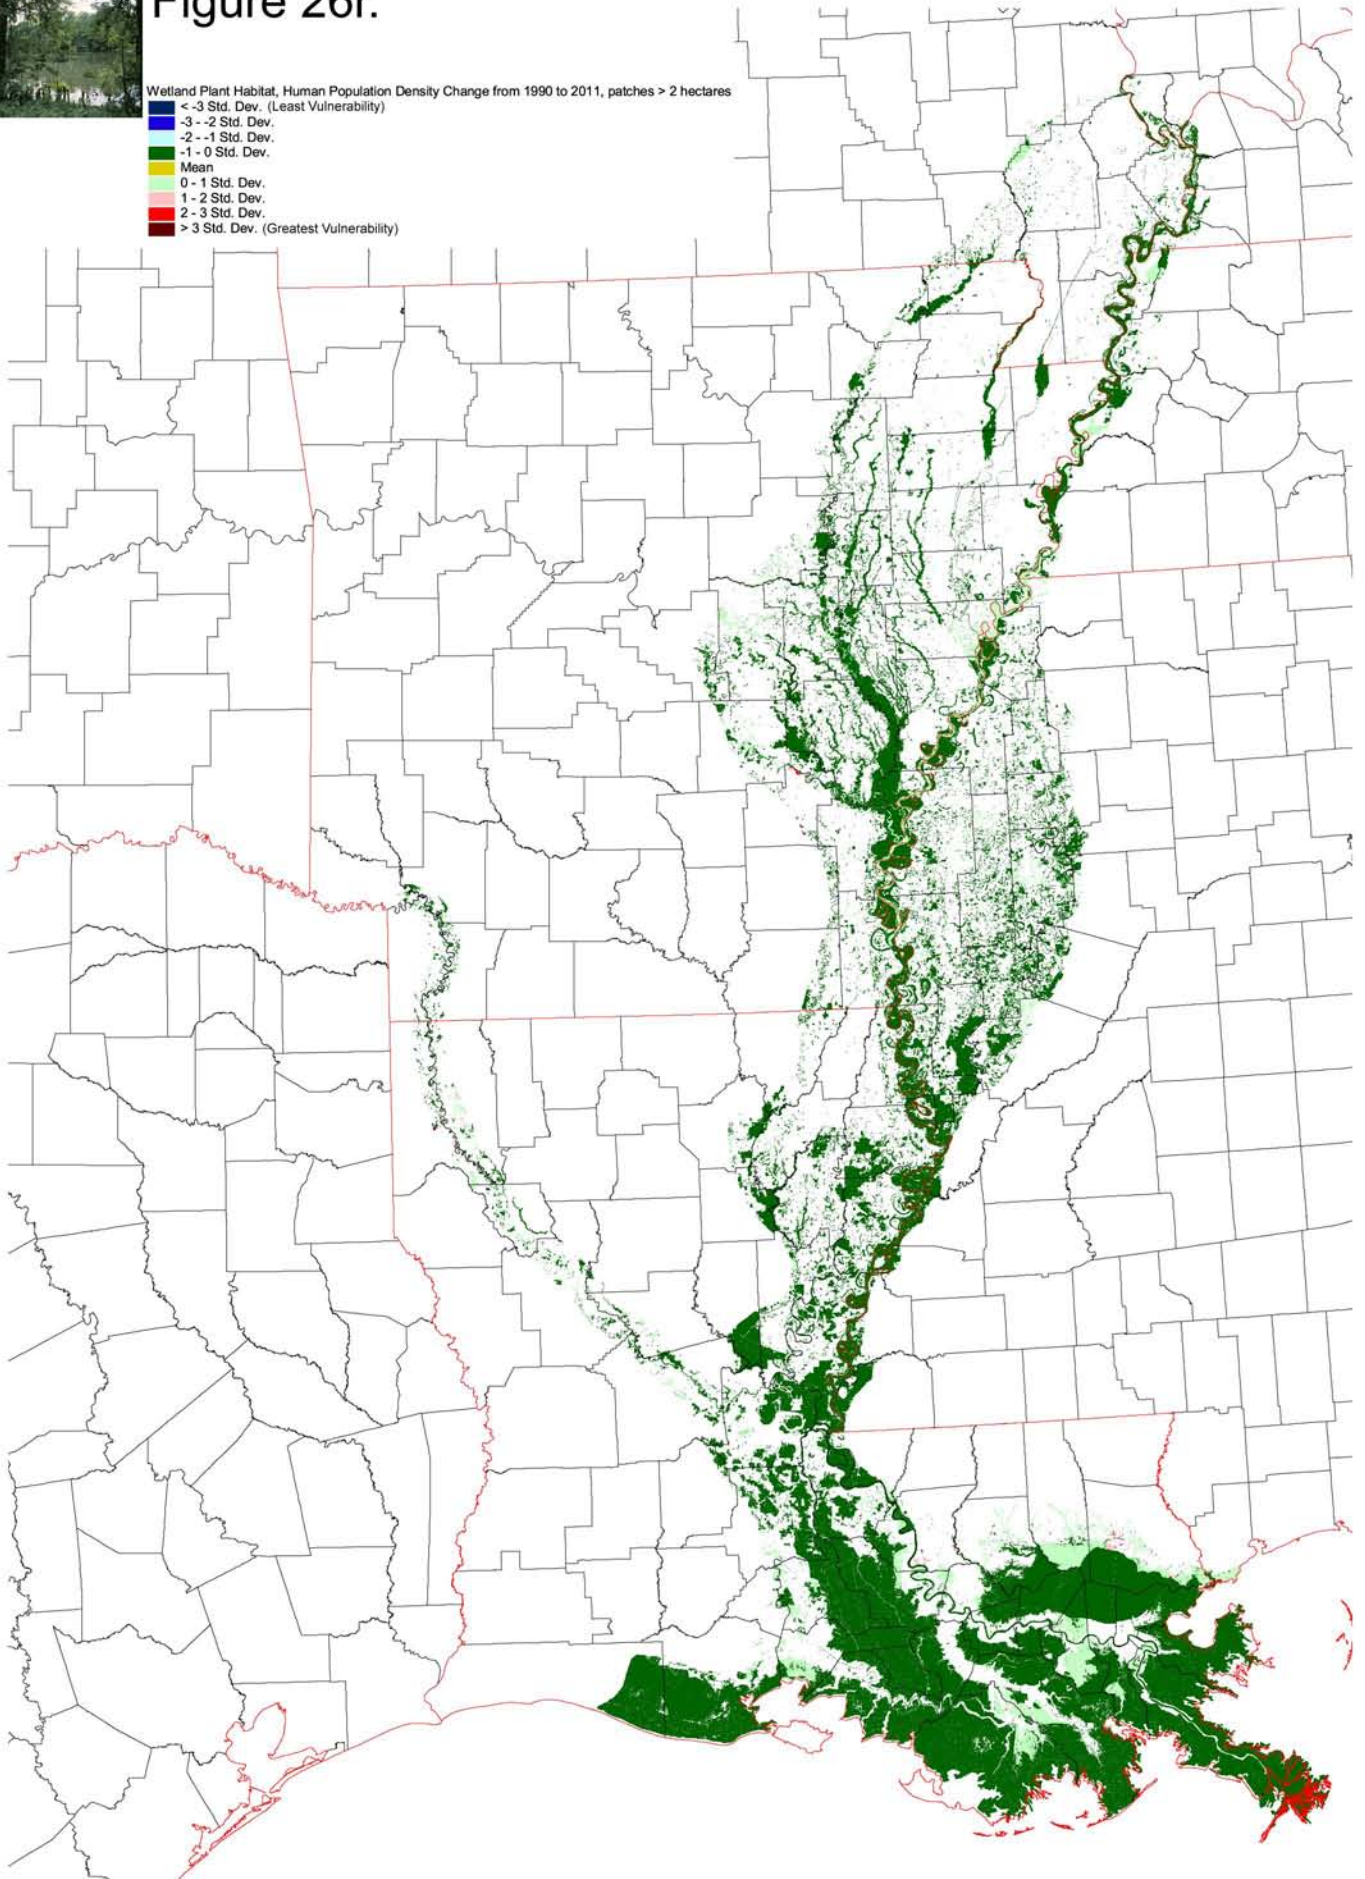 Figure 26r.
Wetland Plant Habitat, Human Population Density Change from 1990 to 2011, patches > 2 hectares
< -3 Std. Dev. (Least Vulnerability)
-3 - -2 Std. Dev.
-2 - -1 Std. Dev.
-1 - 0 Std. Dev.
Mean
0 - 1 Std. Dev.
1 - 2 Std. Dev.
2 - 3 Std. Dev.
> 3 Std. Dev. (Greatest Vulnerability)